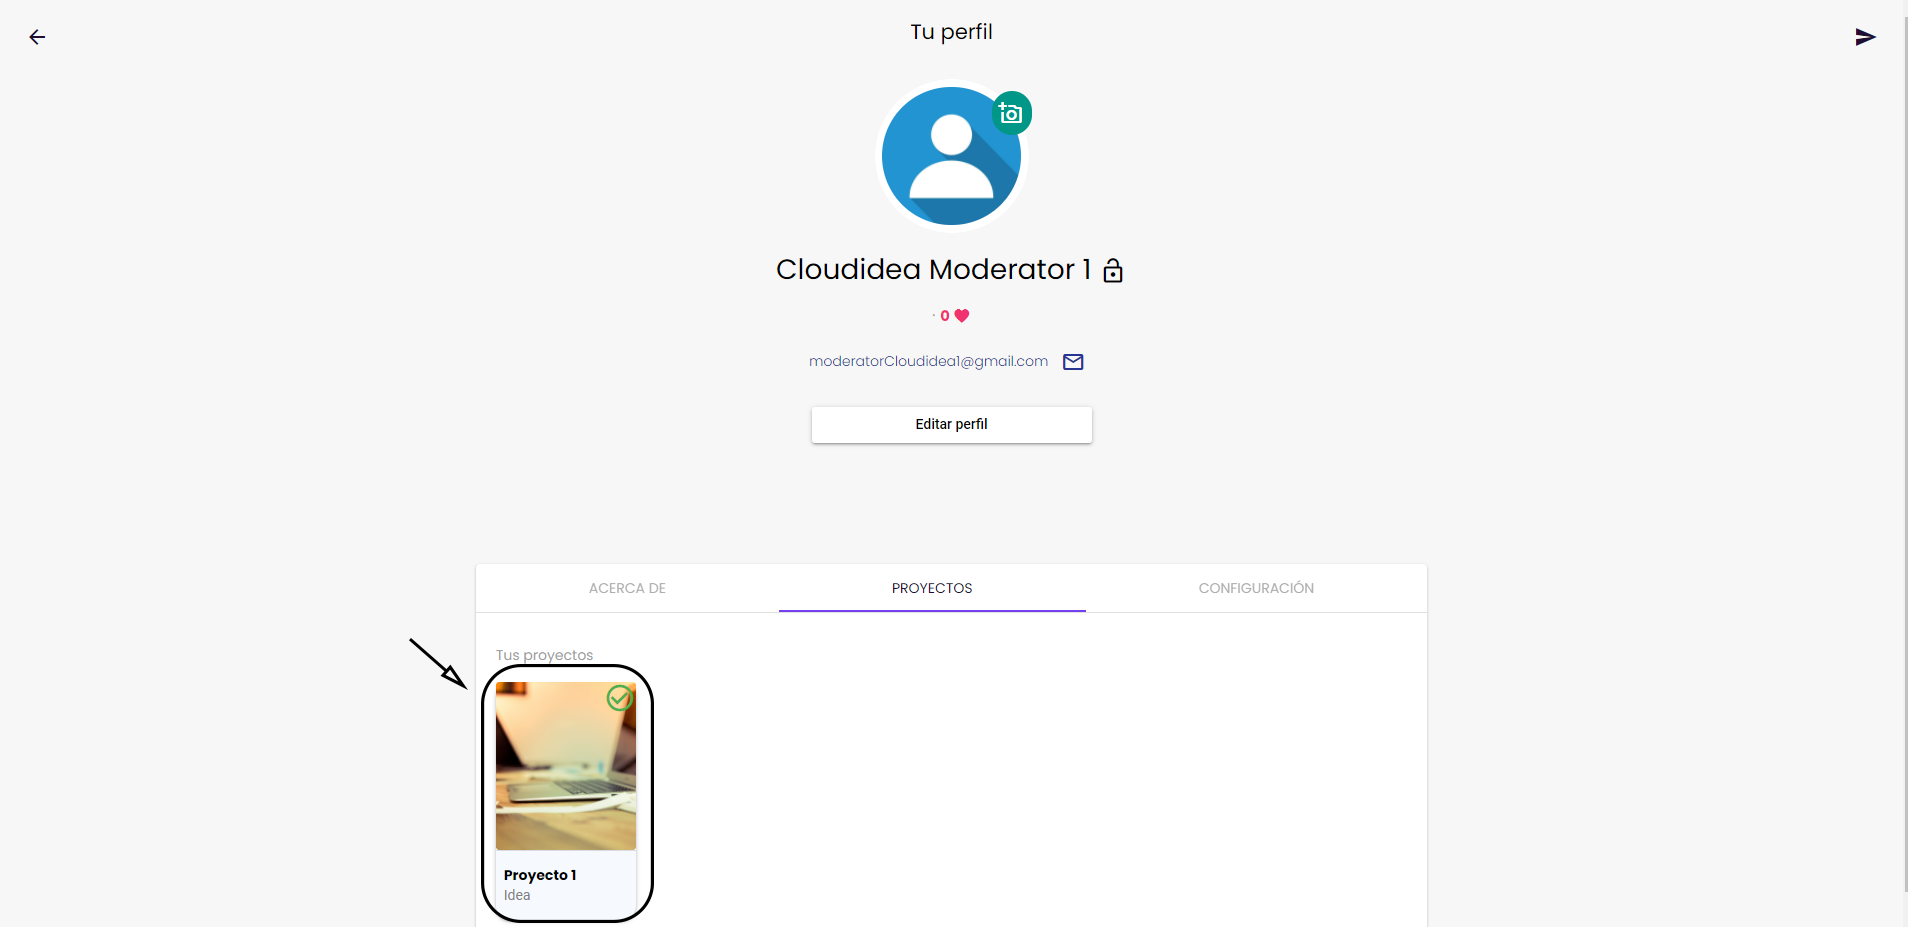 Tu perfil
Cloudidea Moderator 1
· 0
moderatorCloudidea1@gmail.com
Editar perfil
ACERCA DE
PROYECTOS
CONFIGURACIÓN
Tus proyectos
Proyecto 1
Idea